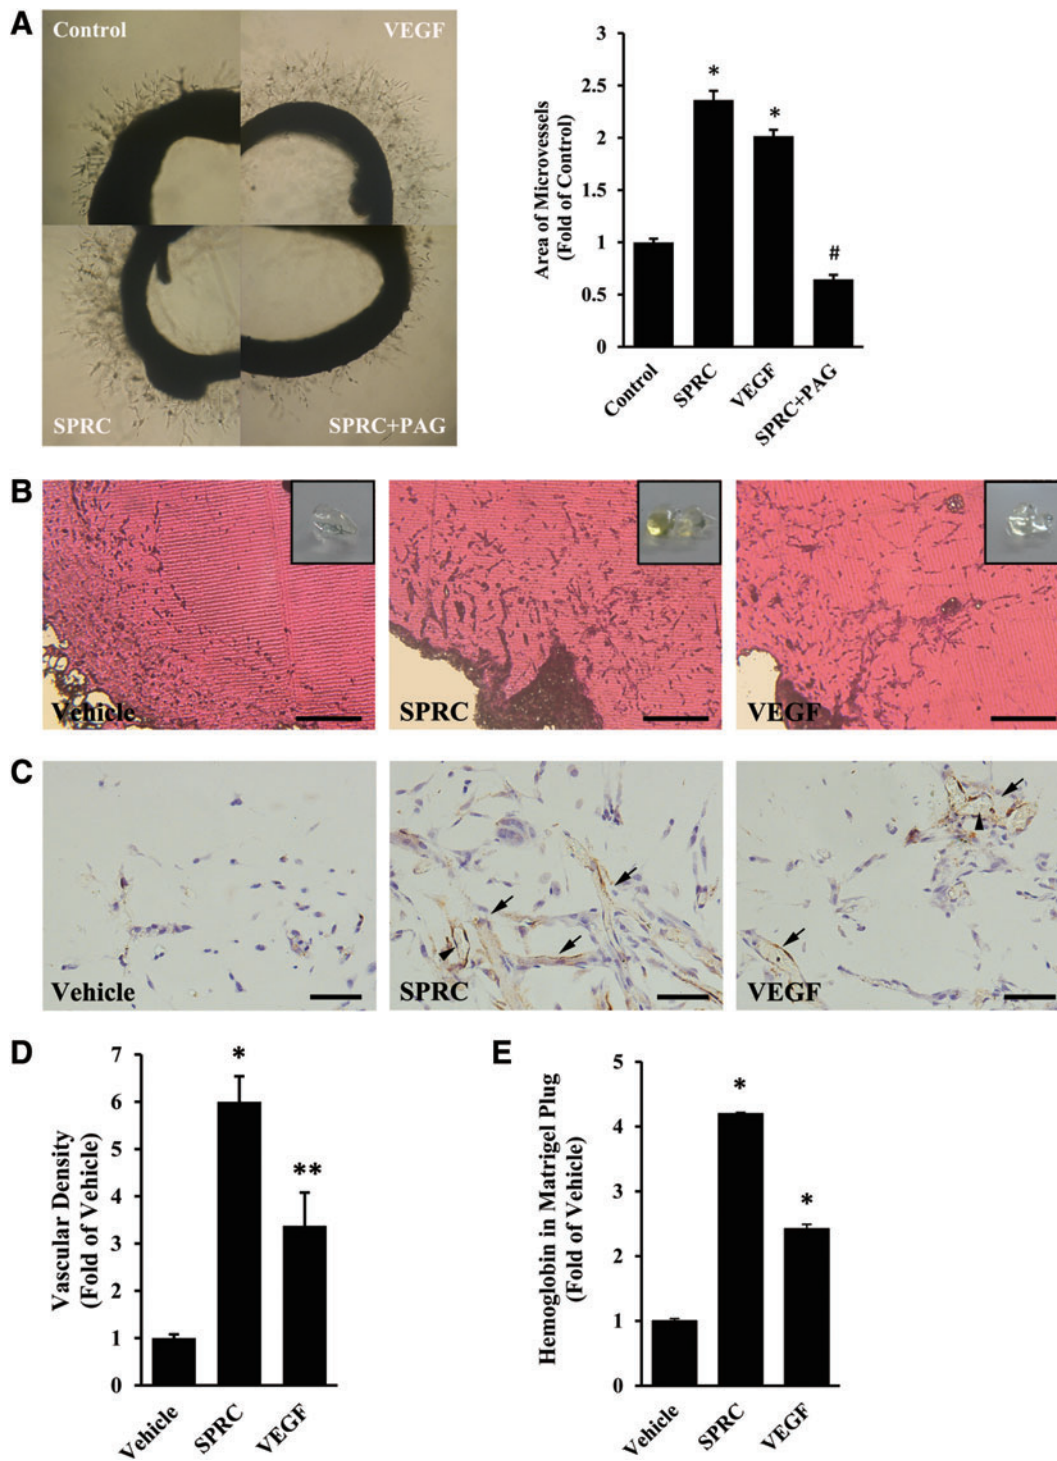 A
Control
VEGF
SPRC
SPRC+PAG
Area of Microvessels
(Fold of Control)
3
2.5
2
1.5
1
0.5
0
*
*
#
Control
SPRC
VEGF
SPRC+PAG
B
Vehicle
SPRC
VEGF
C
Vehicle
SPRC
VEGF
D
Vascular Density
(Fold of Vehicle)
7
6
5
4
3
2
1
0
*
**
Vehicle
SPRC
VEGF
E
Hemoglobin in Matrigel Plug
(Fold of Vehicle)
5
4
3
2
1
0
*
*
Vehicle
SPRC
VEGF